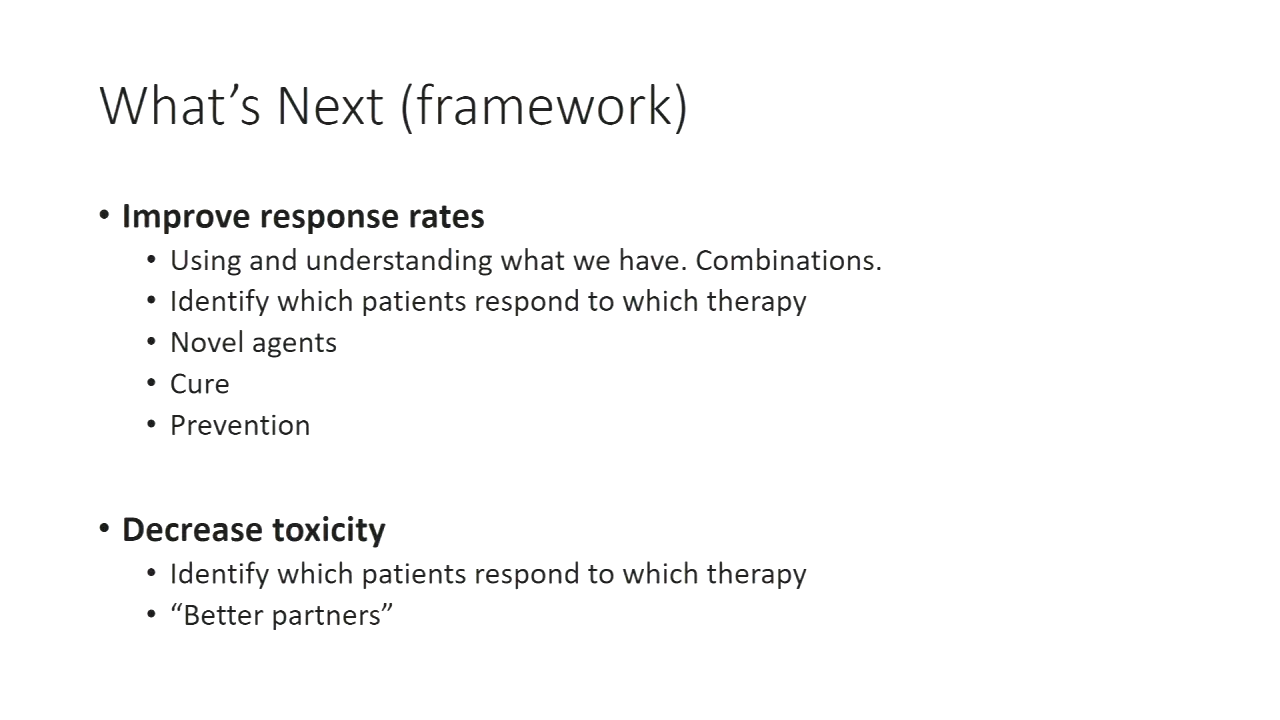 What’s Next (framework)
• Improve response rates
• Using and understanding what we have. Combinations.
• Identify which patients respond to which therapy
• Novel agents
• Cure
• Prevention
• Decrease toxicity
• Identify which patients respond to which therapy
• “Better partners”